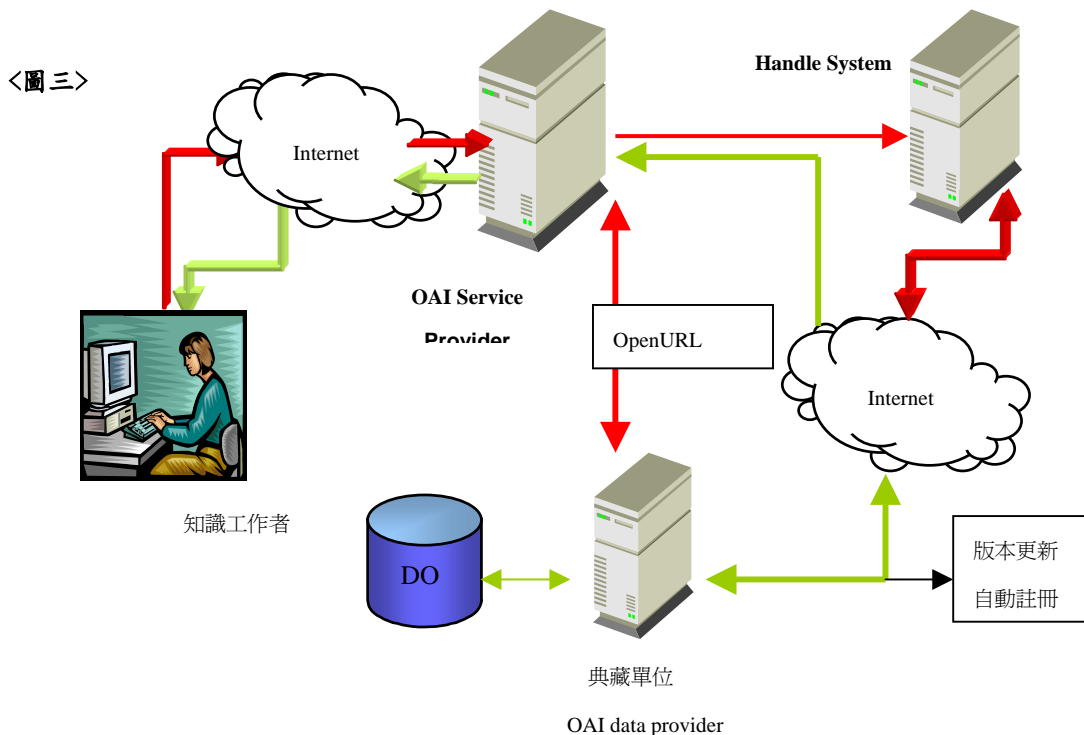 <圖三>
Handle System
Internet
OAI Service
Provider
OpenURL
Internet
知識工作者
DO
版本更新
自動註冊
典藏單位
OAI data provider